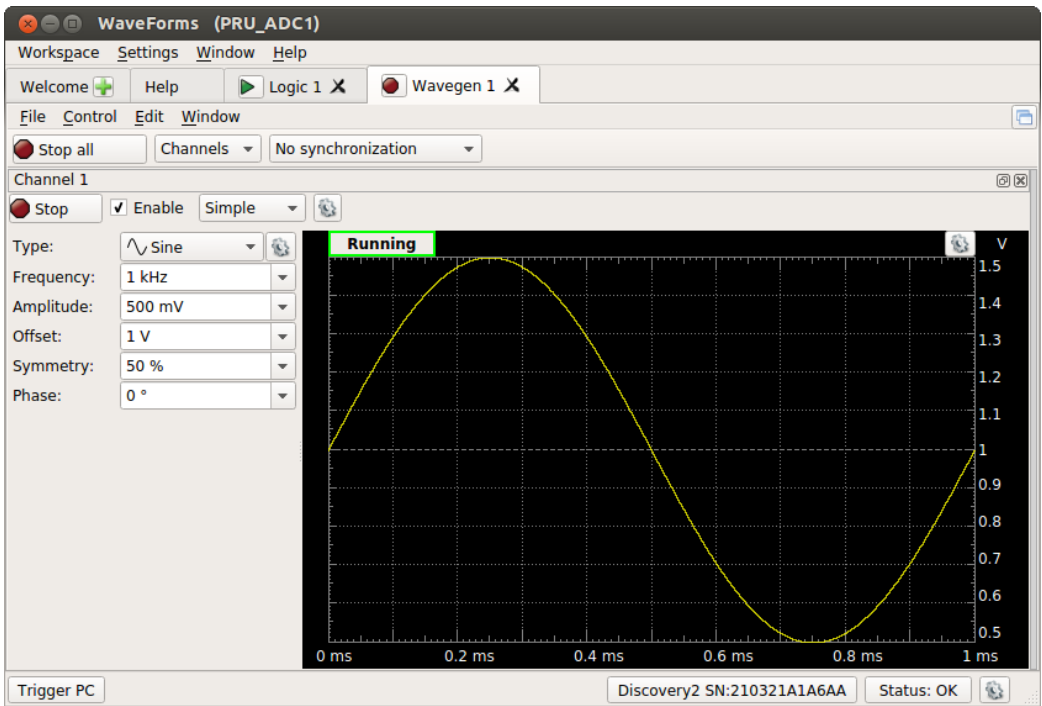 WaveForms (PRU_ADC1)
Workspace Settings Window Help
Welcome Help Logic 1 Wavegen 1
File Control Edit Window
Stop all Channels No synchronization
Channel 1
Stop Enable Simple
Type: Sine
Frequency: 1 kHz
Amplitude: 500 mV
Offset: 1 V
Symmetry: 50 %
Phase: 0 °
Running V
1.5
1.4
1.3
1.2
1.1
1
0.9
0.8
0.7
0.6
0.5
0 ms 0.2 ms 0.4 ms 0.6 ms 0.8 ms 1 ms
Trigger PC Discovery2 SN:210321A1A6AA Status: OK